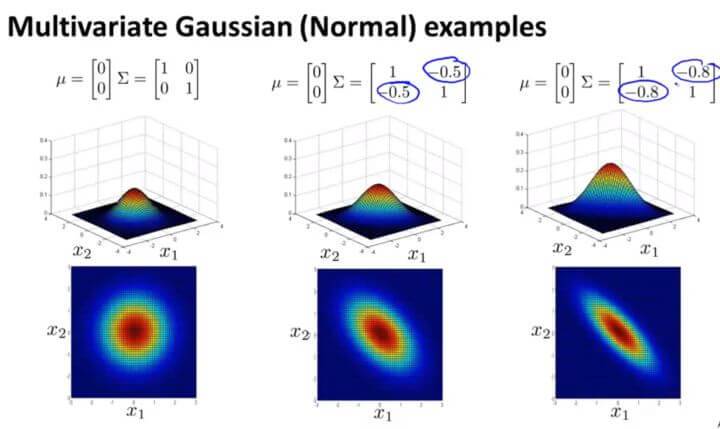 Multivariate Gaussian (Normal) examples
μ = [0 0] Σ = [1 0 0 1]
μ = [0 0] Σ = [1 -0.5 -0.5 1]
μ = [0 0] Σ = [1 -0.8 -0.8 1]
x2 x1
x2 x1
x2 x1
x2
x1
x2
x1
x2
x1